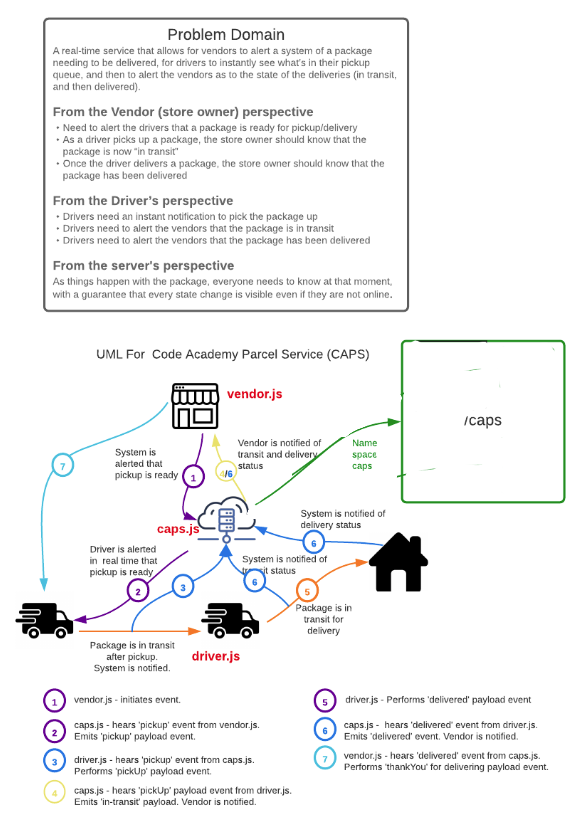 Problem Domain
A real-time service that allows for vendors to alert a system of a package
needing to be delivered, for drivers to instantly see what's in their pickup
queue, and then to alert the vendors as to the state of the deliveries (in transit,
and then delivered).
From the Vendor (store owner) perspective
• Need to alert the drivers that a package is ready for pickup/delivery
• As a driver picks up a package, the store owner should know that the
package is now "in transit"
• Once the driver delivers a package, the store owner should know that the
package has been delivered
From the Driver's perspective
• Drivers need an instant notification to pick the package up
• Drivers need to alert the vendors that the package is in transit
• Drivers need to alert the vendors that the package has been delivered
From the server's perspective
As things happen with the package, everyone needs to know at that moment,
with a guarantee that every state change is visible even if they are not online.
UML For Code Academy Parcel Service (CAPS)
vendor.js
/caps
Vendor is notified of
transit and delivery
status
Name
space
caps
System is
alerted that
pickup is ready
7
1
4/6
caps.js
System is notified of
delivery status
6
Driver is alerted
in real time that
pickup is ready
System is notified of
transit status
2
3
6
5
Package is in
transit for
delivery
Package is in transit
after pickup.
System is notified.
driver.js
1
vendor.js - initiates event.
2
caps.js - hears 'pickup' event from vendor.js.
Emits 'pickup' payload event.
3
driver.js - hears 'pickup' event from caps.js.
Performs 'pickUp' payload event.
4
caps.js - hears 'pickUp' payload event from driver.js.
Emits 'in-transit' payload. Vendor is notified.
5
driver.js - Performs 'delivered' payload event
6
caps.js - hears 'delivered' event from driver.js.
Emits 'delivered' event. Vendor is notified.
7
vendor.js - hears 'delivered' event from caps.js.
Performs 'thankYou' for delivering payload event.